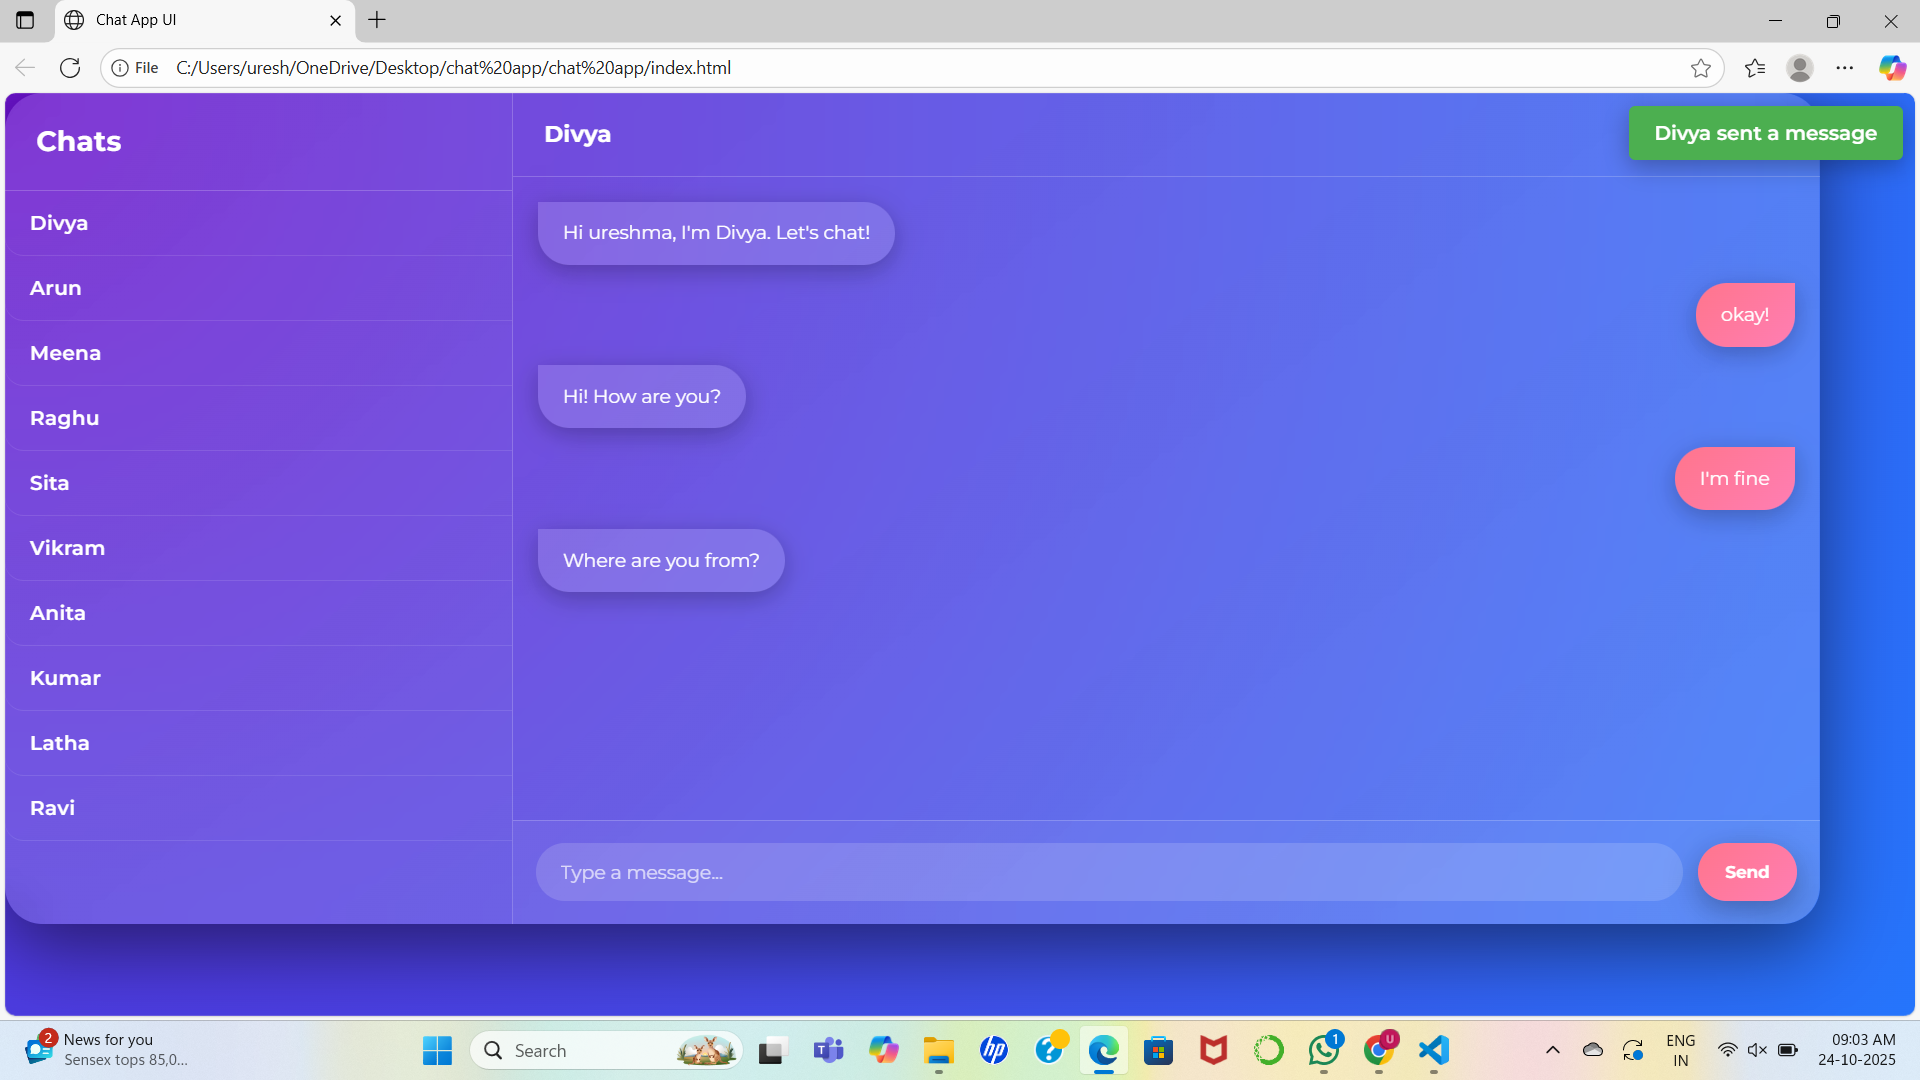 Chat App UI
File
C:/Users/uresh/OneDrive/Desktop/chat%20app/chat%20app/index.html
Chats
Divya
Arun
Meena
Raghu
Sita
Vikram
Anita
Kumar
Latha
Ravi
Divya
Divya sent a message
Hi ureshma, I'm Divya. Let's chat!
okay!
Hi! How are you?
I'm fine
Where are you from?
Type a message...
Send
2
News for you
Sensex tops 85,0...
Search
T
hp
?
1
U
ENG
IN
09:03 AM
24-10-2025